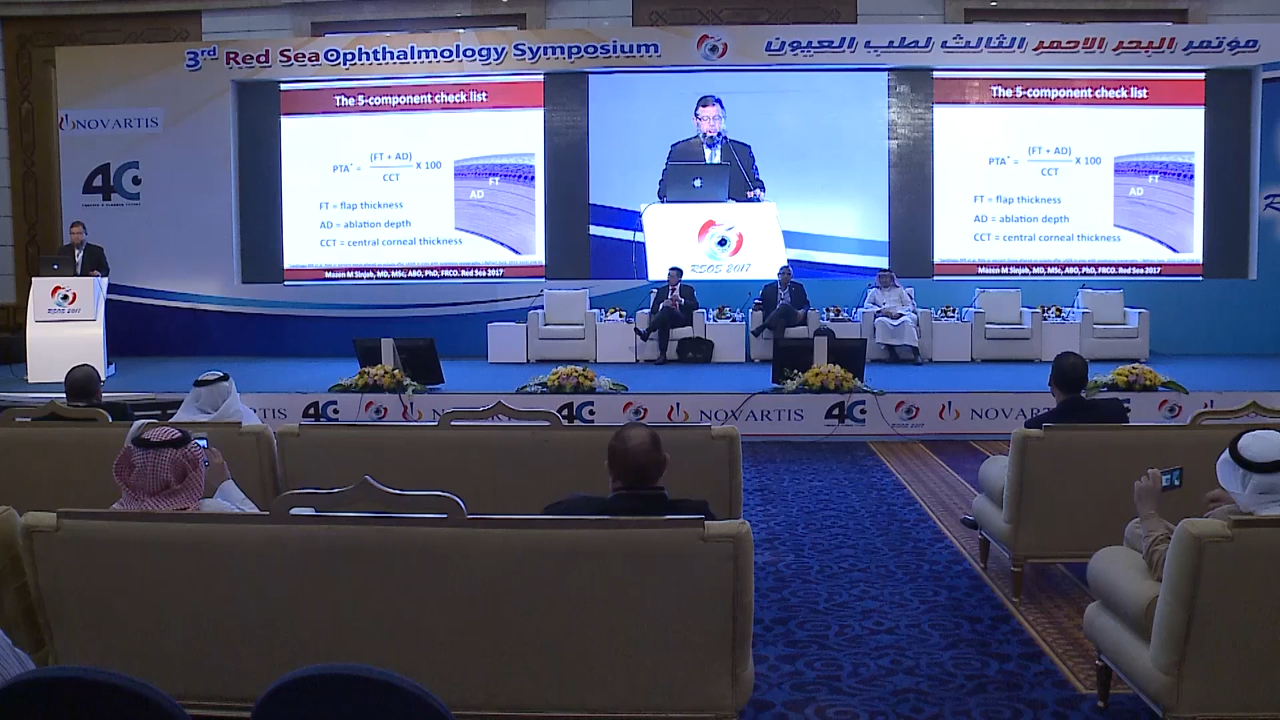 3rd Red Sea Ophthalmology Symposium
مؤتمر البحر الاحمر الثالث لطب العيون
NOVARTIS
4C
The 5-component check list
PTA* = (FT + AD) / CCT X 100
FT
AD
FT = flap thickness
AD = ablation depth
CCT = central corneal thickness
Mazen M Sinjab, MD, MSc, ABO, PhD, FRCO. Red Sea 2017
RSOS 2017
The 5-component check list
PTA* = (FT + AD) / CCT X 100
FT
AD
FT = flap thickness
AD = ablation depth
CCT = central corneal thickness
Mazen M Sinjab, MD, MSc, ABO, PhD, FRCO. Red Sea 2017
RSOS 2017
4C
NOVARTIS
4C
RSOS 2017
NOVARTIS